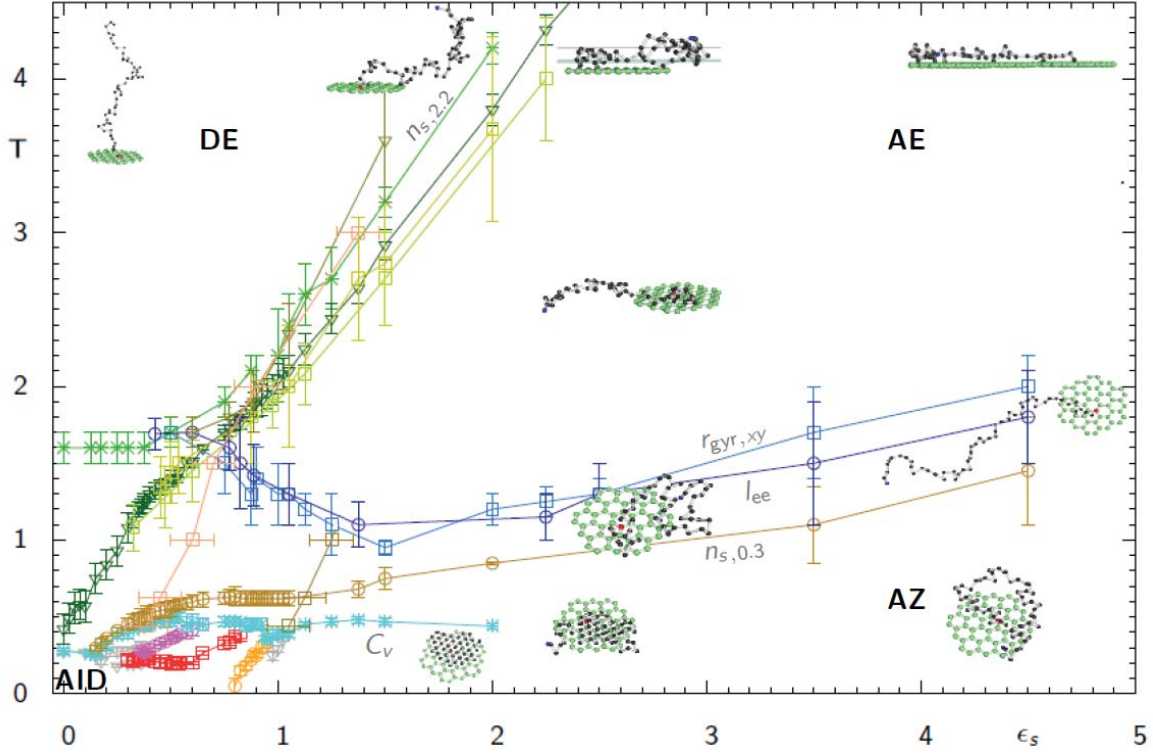 4
T
3
2
1
0
DE
AE
AZ
AID
n_s,2.2
r_gyr,xy
l_ee
n_s,0.3
C_v
0 1 2 3 4 ϵ_s 5